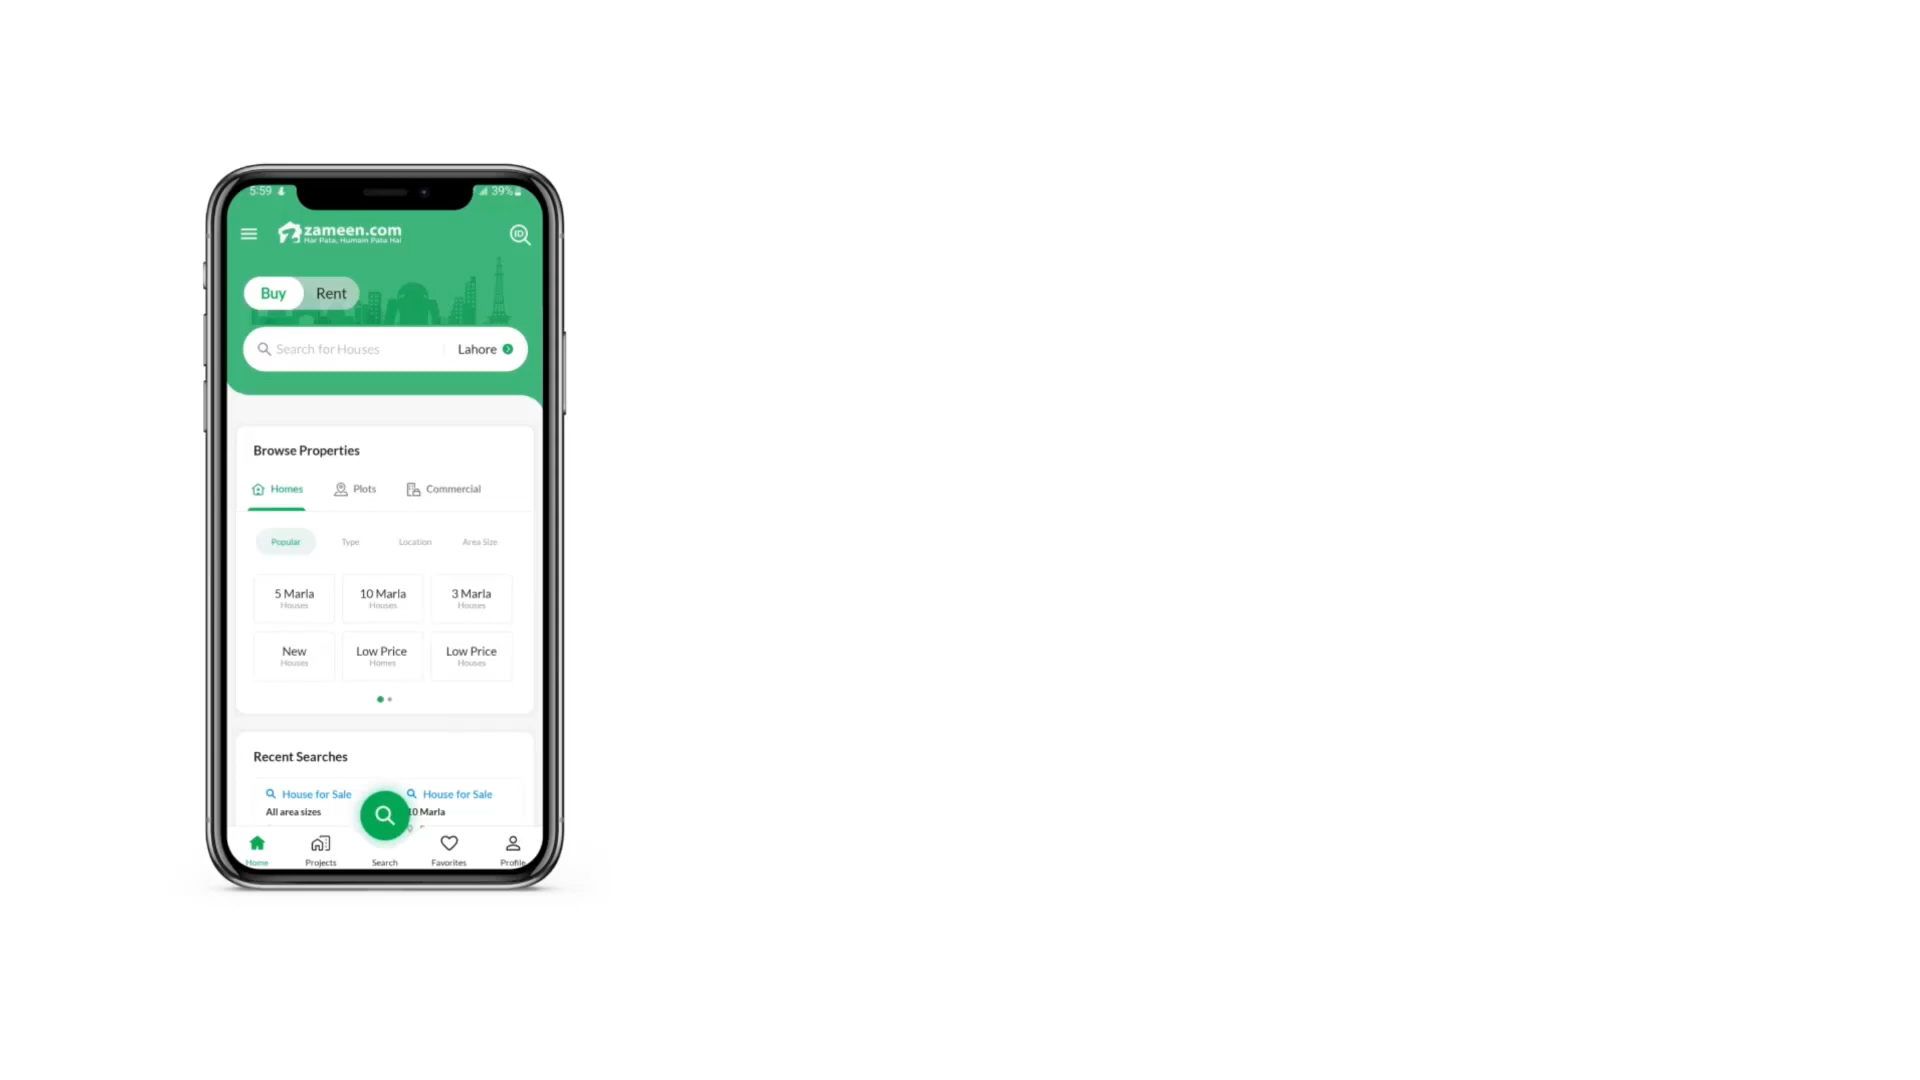 5:59
39%
zameen.com
Har Pata, Humain Pata Hai
ID
Buy
Rent
Search for Houses
Lahore
Browse Properties
Homes
Plots
Commercial
Popular
Type
Location
Area Size
5 Marla
Houses
10 Marla
Houses
3 Marla
Houses
New
Houses
Low Price
Homes
Low Price
Houses
Recent Searches
House for Sale
All area sizes
House for Sale
10 Marla
Home
Projects
Search
Favorites
Profile